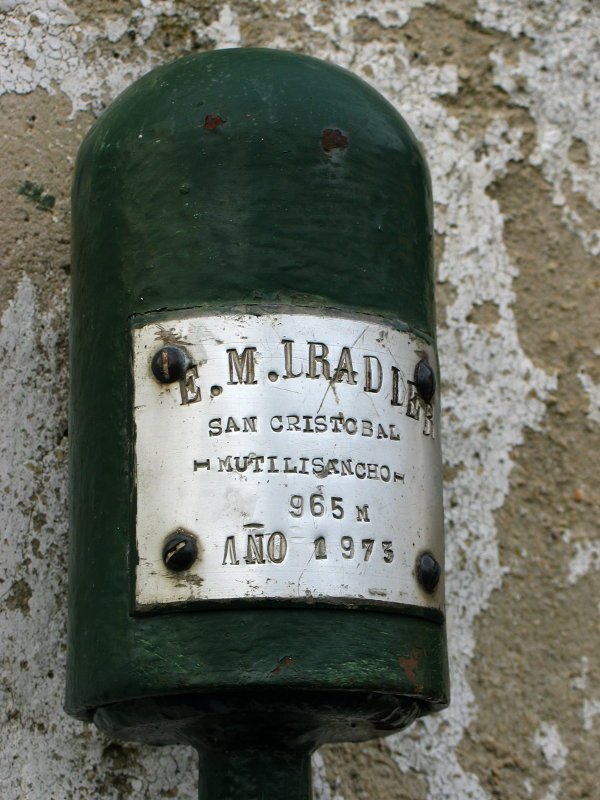 E.M.IRADIER
SAN CRISTOBAL
-MUTILISANCHO-
965 M
AÑO 1973